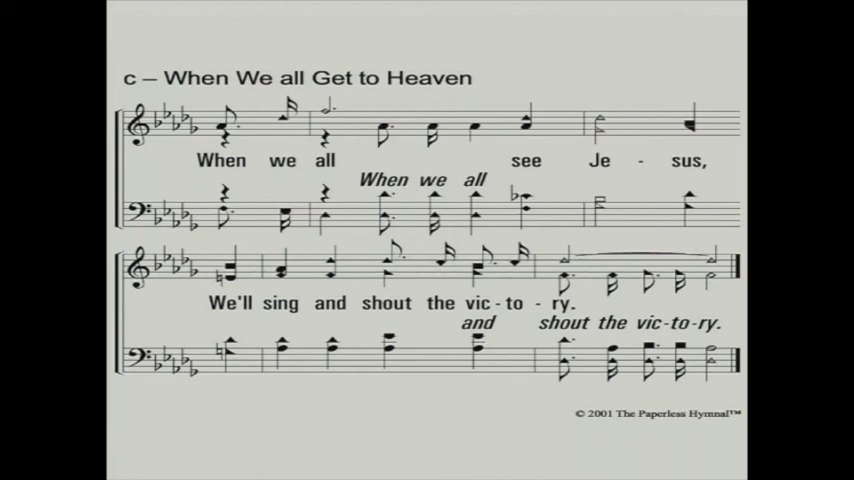 c – When We all Get to Heaven
When we all see Je - sus,
When we all
We'll sing and shout the vic - to - ry.
and shout the vic-to-ry.
© 2001 The Paperless Hymnal™